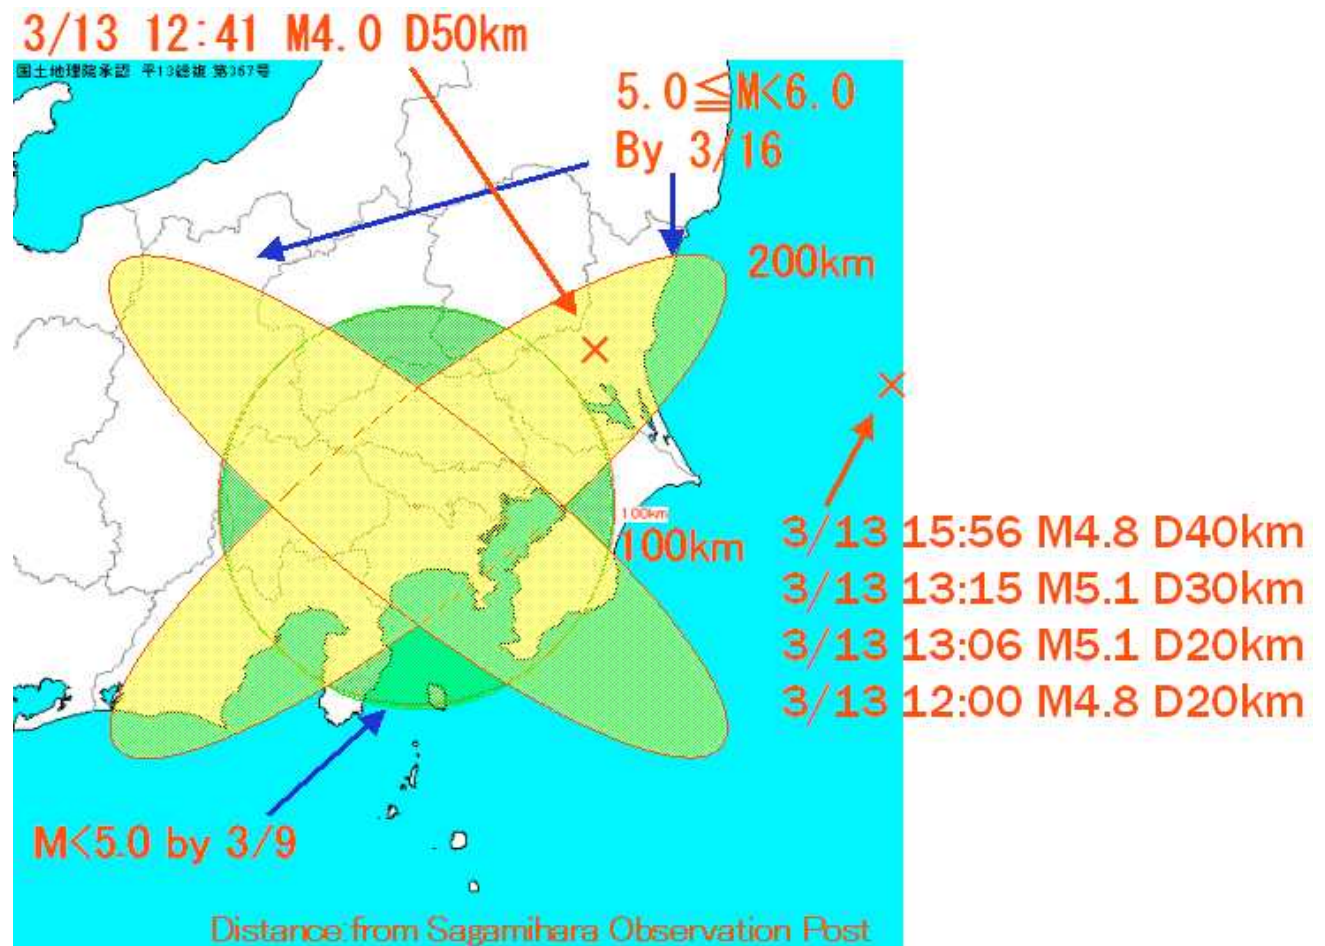 3/13 12:41 M4.0 D50km
国土地理院承認 平13総複 第367号
5.0≦M<6.0
By 3/16
200km
100km
100km
3/13 15:56 M4.8 D40km
3/13 13:15 M5.1 D30km
3/13 13:06 M5.1 D20km
3/13 12:00 M4.8 D20km
M<5.0 by 3/9
Distance:from Sagamihara Observation Post